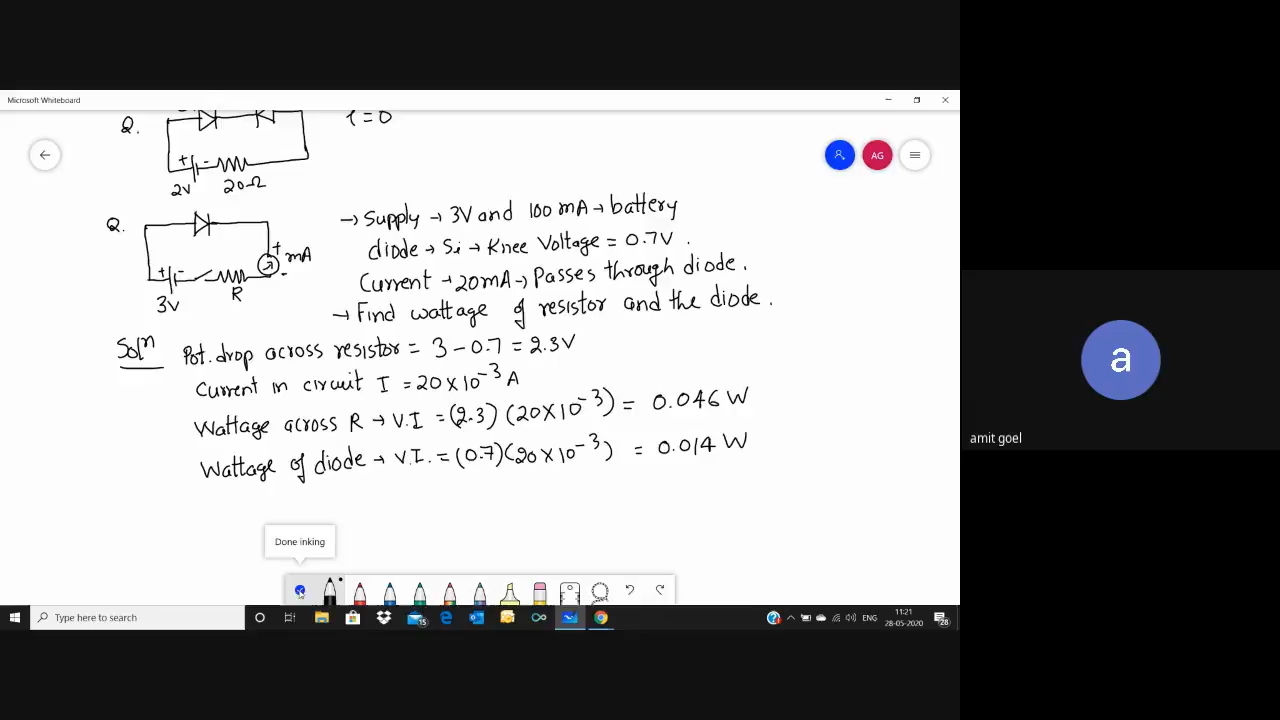 Microsoft Whiteboard
Q.
i = 0
2V
20Ω
AG
Q.
+ mA
-
3V
R
→ Supply → 3V and 100 mA → battery
diode → Si → Knee Voltage = 0.7V.
Current → 20mA → Passes through diode.
→ Find wattage of resistor and the diode.
Solⁿ
Pot. drop across resistor = 3 - 0.7 = 2.3V
Current in circuit I = 20 × 10⁻³ A
Wattage across R → V.I = (2.3) (20×10⁻³) = 0.046 W
Wattage of diode → V.I. = (0.7)(20×10⁻³) = 0.014 W
Done inking
a
amit goel
Type here to search
15
ENG
11:21
28-05-2020
28